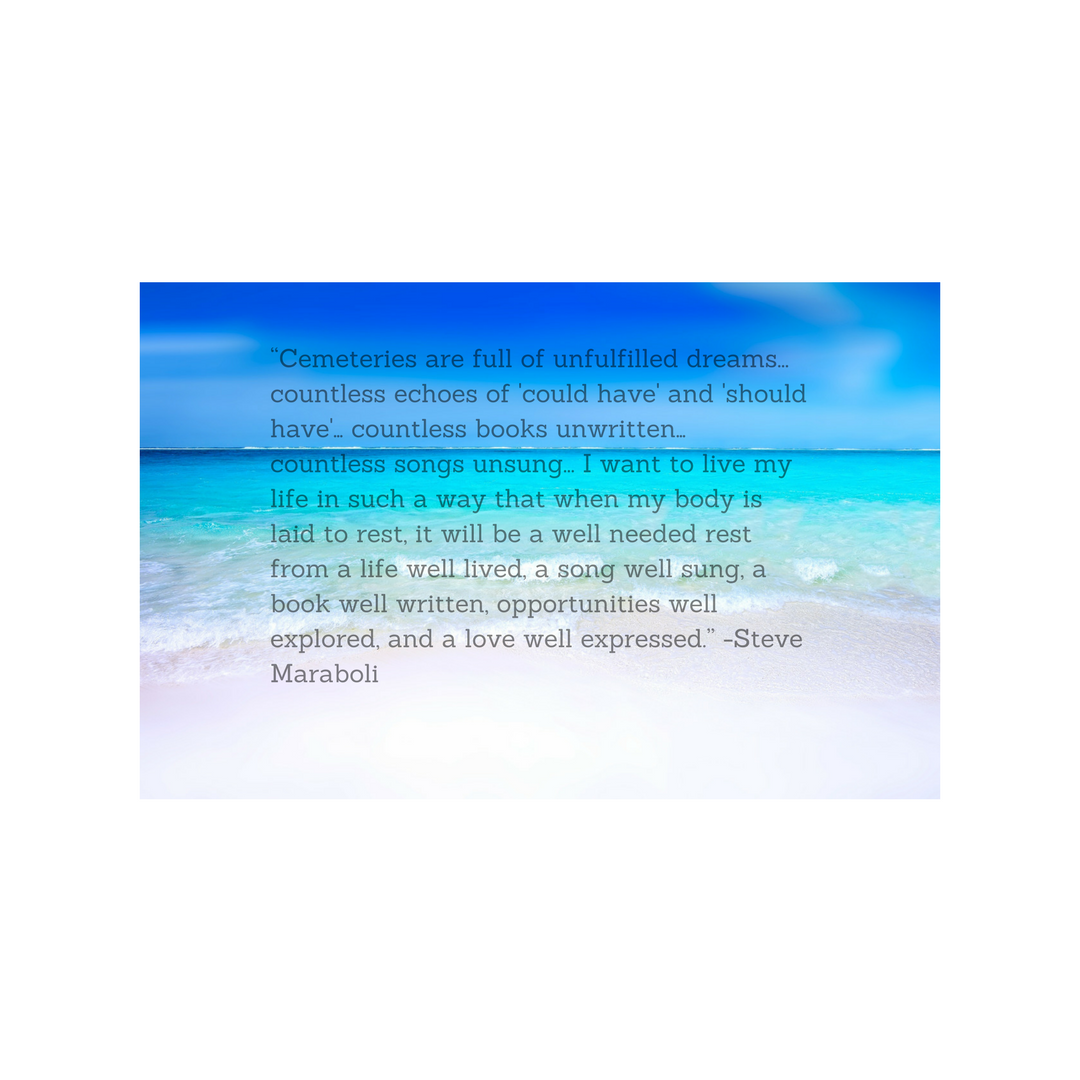 “Cemeteries are full of unfulfilled dreams...
countless echoes of 'could have' and 'should
have'... countless books unwritten...
countless songs unsung... I want to live my
life in such a way that when my body is
laid to rest, it will be a well needed rest
from a life well lived, a song well sung, a
book well written, opportunities well
explored, and a love well expressed.” -Steve
Maraboli